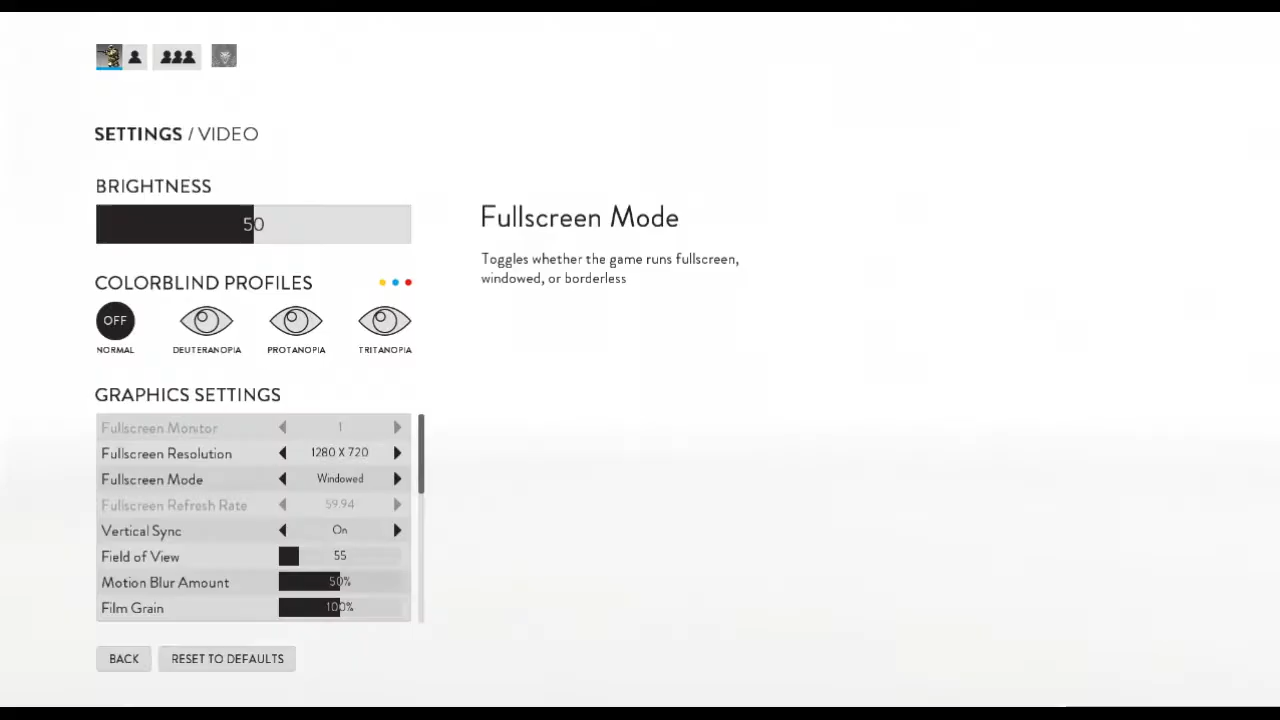 SETTINGS / VIDEO
BRIGHTNESS
50
Fullscreen Mode
Toggles whether the game runs fullscreen,
windowed, or borderless
COLORBLIND PROFILES
OFF
NORMAL DEUTERANOPIA PROTANOPIA TRITANOPIA
GRAPHICS SETTINGS
Fullscreen Monitor 1
Fullscreen Resolution 1280 X 720
Fullscreen Mode Windowed
Fullscreen Refresh Rate 59.94
Vertical Sync On
Field of View 55
Motion Blur Amount 50%
Film Grain 100%
BACK RESET TO DEFAULTS